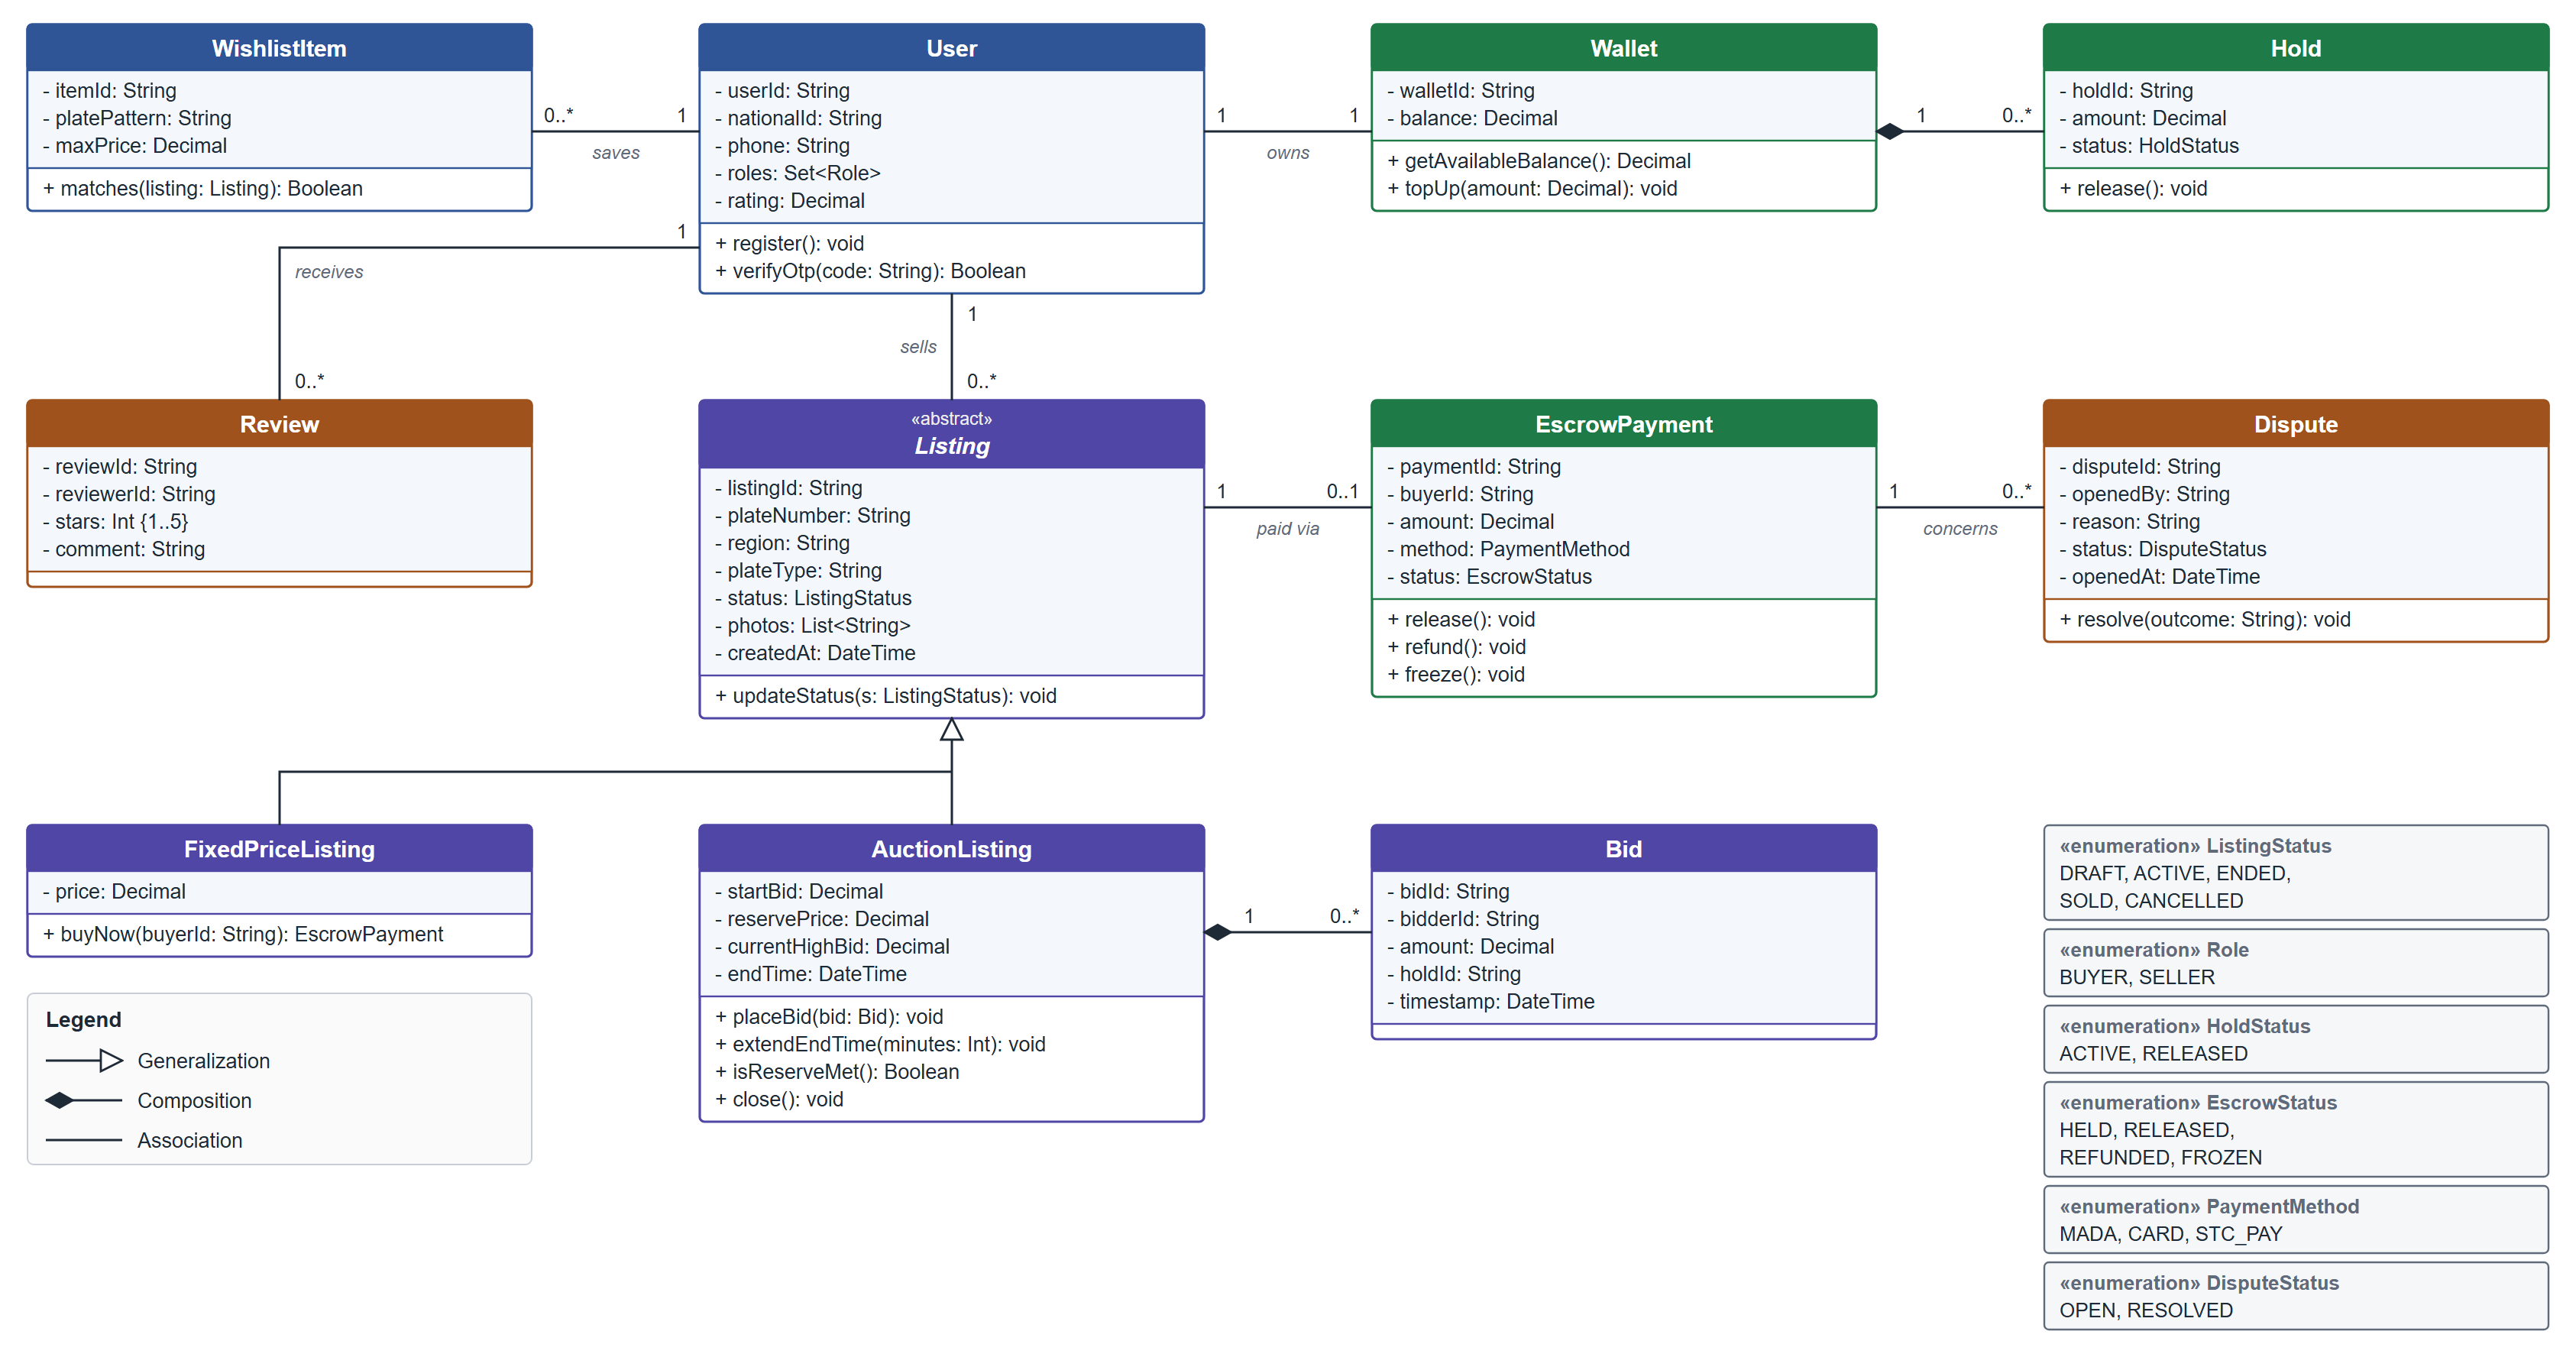 WishlistItem
- itemId: String
- platePattern: String
- maxPrice: Decimal
+ matches(listing: Listing): Boolean
0..*
1
saves
User
- userId: String
- nationalId: String
- phone: String
- roles: Set<Role>
- rating: Decimal
+ register(): void
+ verifyOtp(code: String): Boolean
1
1
owns
Wallet
- walletId: String
- balance: Decimal
+ getAvailableBalance(): Decimal
+ topUp(amount: Decimal): void
1
0..*
Hold
- holdId: String
- amount: Decimal
- status: HoldStatus
+ release(): void
1
receives
0..*
1
sells
0..*
Review
- reviewId: String
- reviewerId: String
- stars: Int {1..5}
- comment: String
«abstract»
Listing
- listingId: String
- plateNumber: String
- region: String
- plateType: String
- status: ListingStatus
- photos: List<String>
- createdAt: DateTime
+ updateStatus(s: ListingStatus): void
1
0..1
paid via
EscrowPayment
- paymentId: String
- buyerId: String
- amount: Decimal
- method: PaymentMethod
- status: EscrowStatus
+ release(): void
+ refund(): void
+ freeze(): void
1
0..*
concerns
Dispute
- disputeId: String
- openedBy: String
- reason: String
- status: DisputeStatus
- openedAt: DateTime
+ resolve(outcome: String): void
FixedPriceListing
- price: Decimal
+ buyNow(buyerId: String): EscrowPayment
AuctionListing
- startBid: Decimal
- reservePrice: Decimal
- currentHighBid: Decimal
- endTime: DateTime
+ placeBid(bid: Bid): void
+ extendEndTime(minutes: Int): void
+ isReserveMet(): Boolean
+ close(): void
1
0..*
Bid
- bidId: String
- bidderId: String
- amount: Decimal
- holdId: String
- timestamp: DateTime
«enumeration» ListingStatus
DRAFT, ACTIVE, ENDED,
SOLD, CANCELLED
«enumeration» Role
BUYER, SELLER
«enumeration» HoldStatus
ACTIVE, RELEASED
«enumeration» EscrowStatus
HELD, RELEASED,
REFUNDED, FROZEN
«enumeration» PaymentMethod
MADA, CARD, STC_PAY
«enumeration» DisputeStatus
OPEN, RESOLVED
Legend
Generalization
Composition
Association